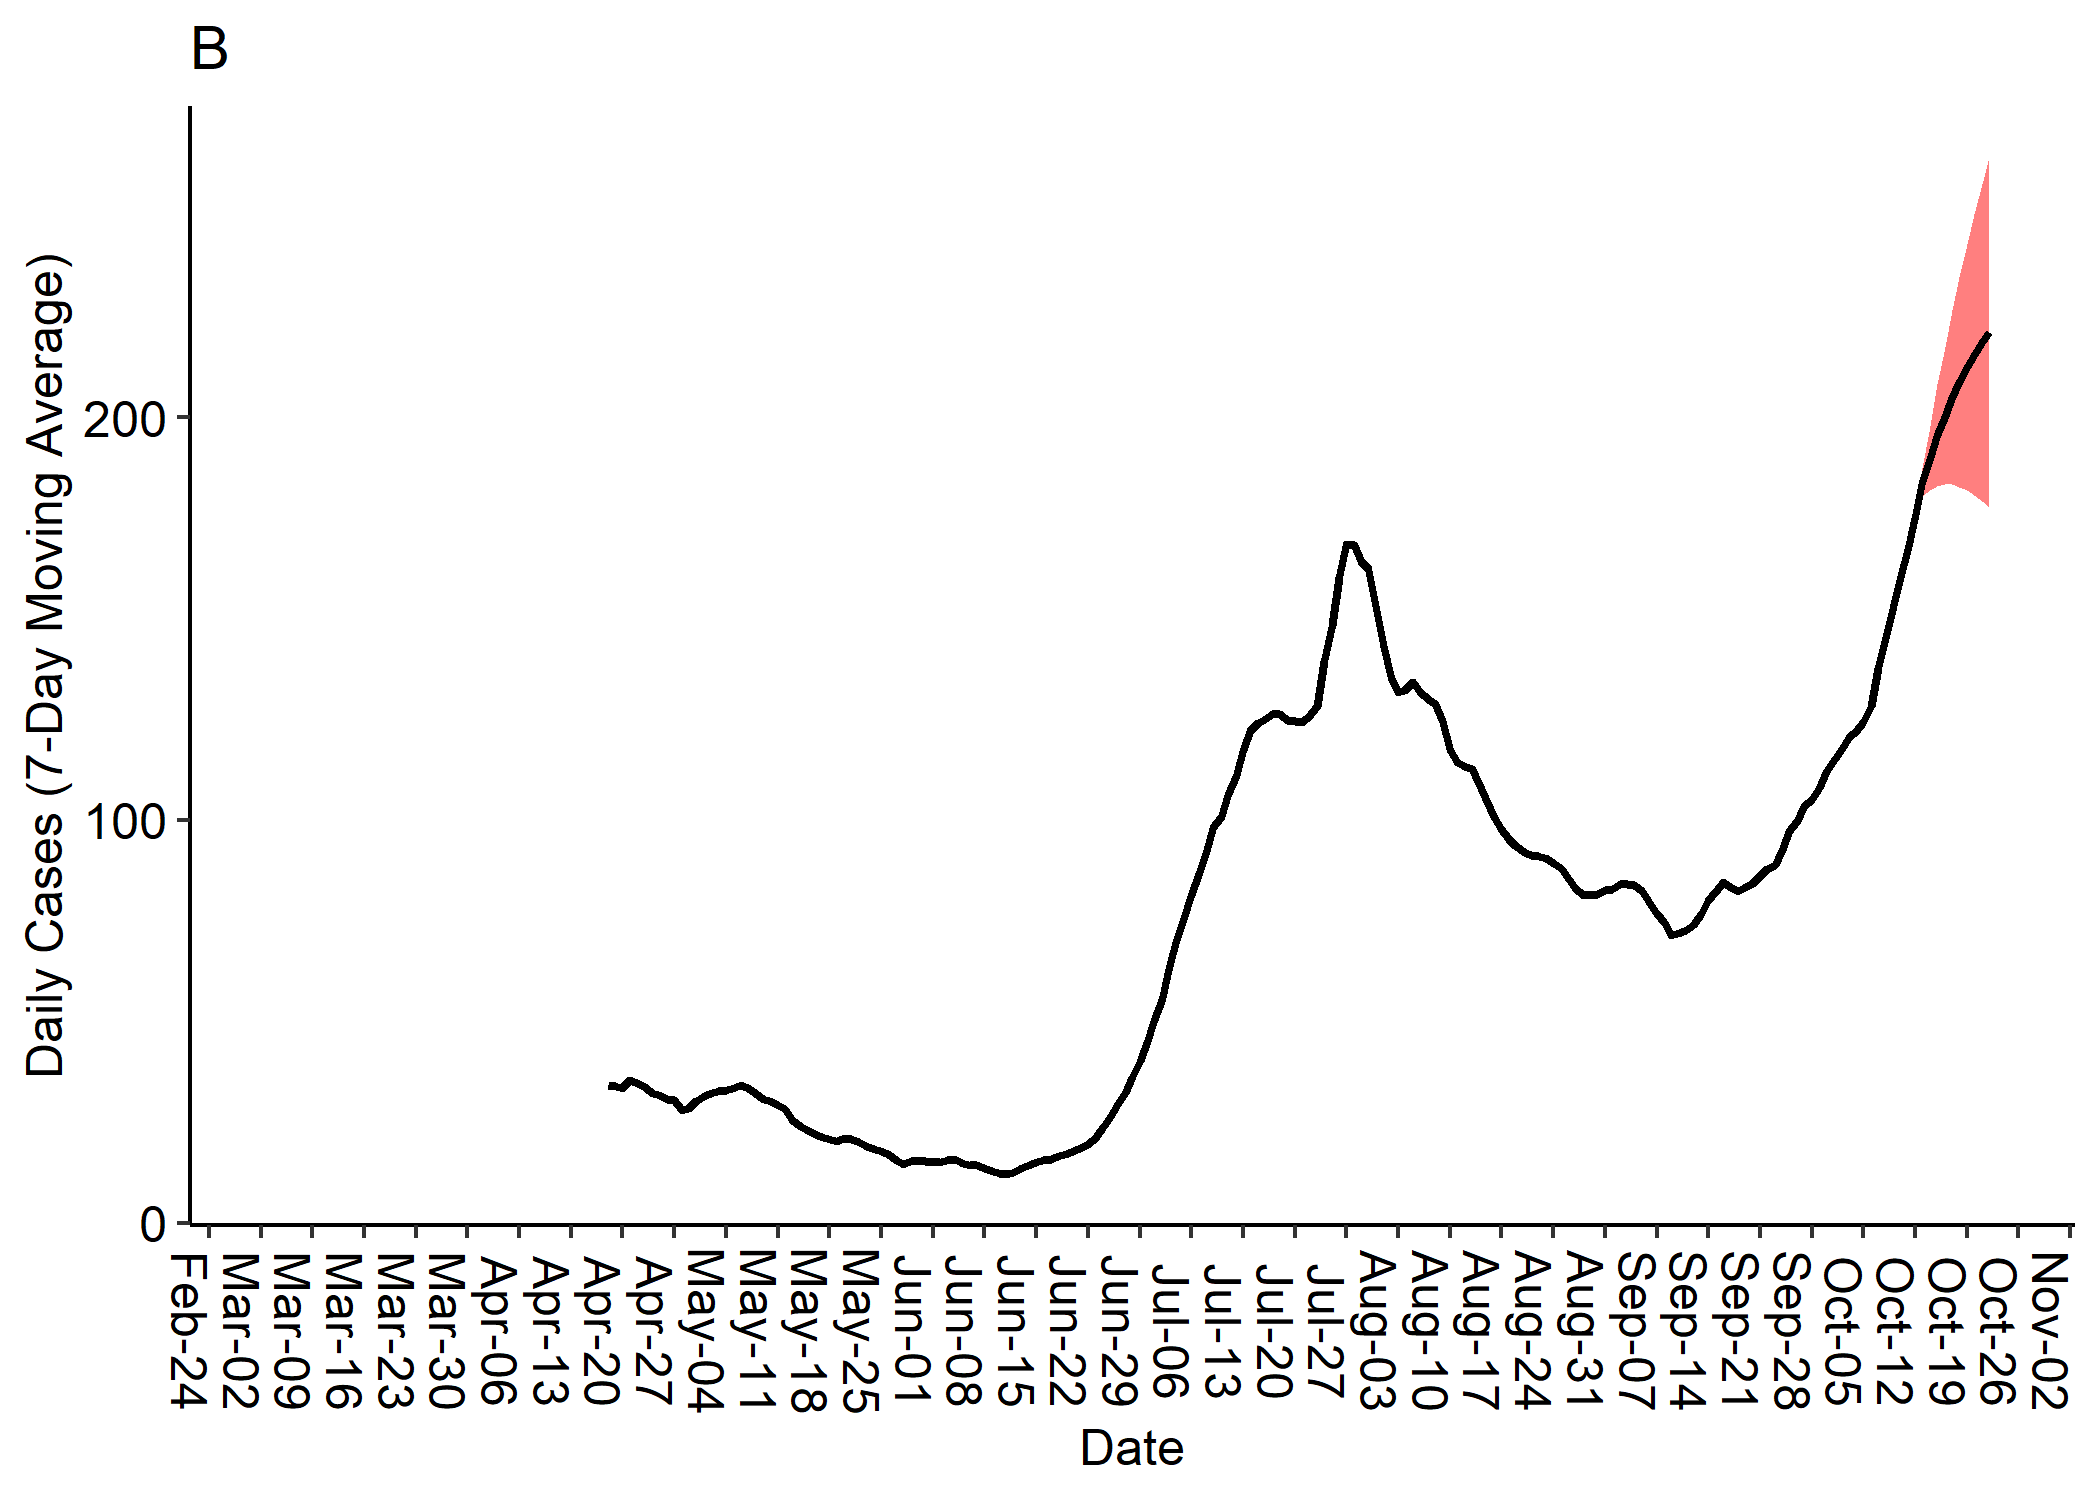 B
Daily Cases (7-Day Moving Average)
200
100
0
Feb-24
Mar-02
Mar-09
Mar-16
Mar-23
Mar-30
Apr-06
Apr-13
Apr-20
Apr-27
May-04
May-11
May-18
May-25
Jun-01
Jun-08
Jun-15
Jun-22
Jun-29
Jul-06
Jul-13
Jul-20
Jul-27
Aug-03
Aug-10
Aug-17
Aug-24
Aug-31
Sep-07
Sep-14
Sep-21
Sep-28
Oct-05
Oct-12
Oct-19
Oct-26
Nov-02
Date